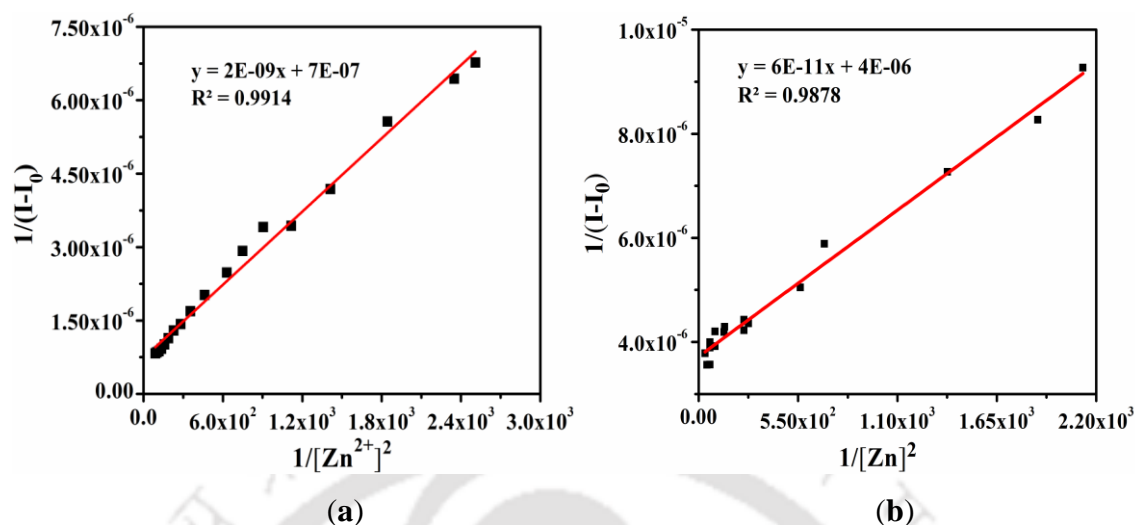 7.50x10⁻⁶
6.00x10⁻⁶
4.50x10⁻⁶
3.00x10⁻⁶
1.50x10⁻⁶
0.00
1/(I-I₀)
y = 2E-09x + 7E-07
R² = 0.9914
0.0 6.0x10² 1.2x10³ 1.8x10³ 2.4x10³ 3.0x10³
1/[Zn²⁺]²
(a)
1.0x10⁻⁵
8.0x10⁻⁶
6.0x10⁻⁶
4.0x10⁻⁶
1/(I-I₀)
y = 6E-11x + 4E-06
R² = 0.9878
0.00 5.50x10² 1.10x10³ 1.65x10³ 2.20x10³
1/[Zn]²
(b)